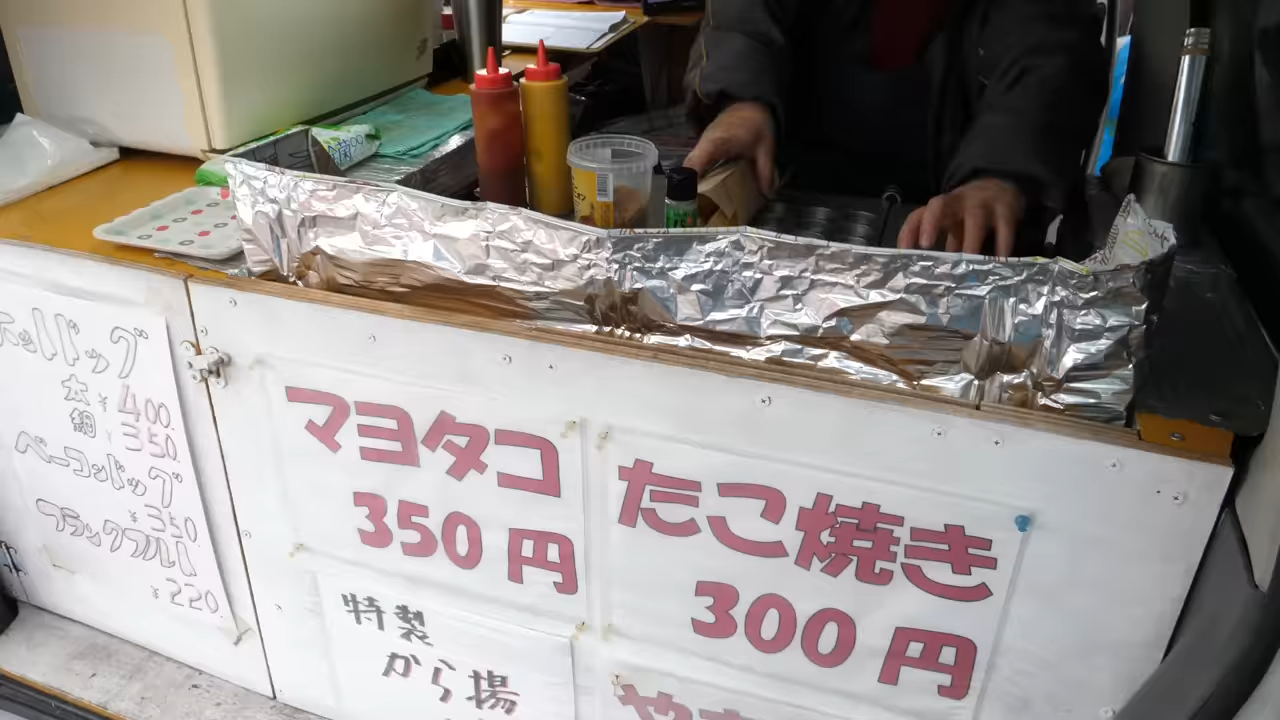 ホットドッグ
太 ¥400.
細 ¥350.
ベーコンドッグ
¥350.
フランクフルト
¥220
マヨタコ
350円
特製
から揚
たこ焼き
300円